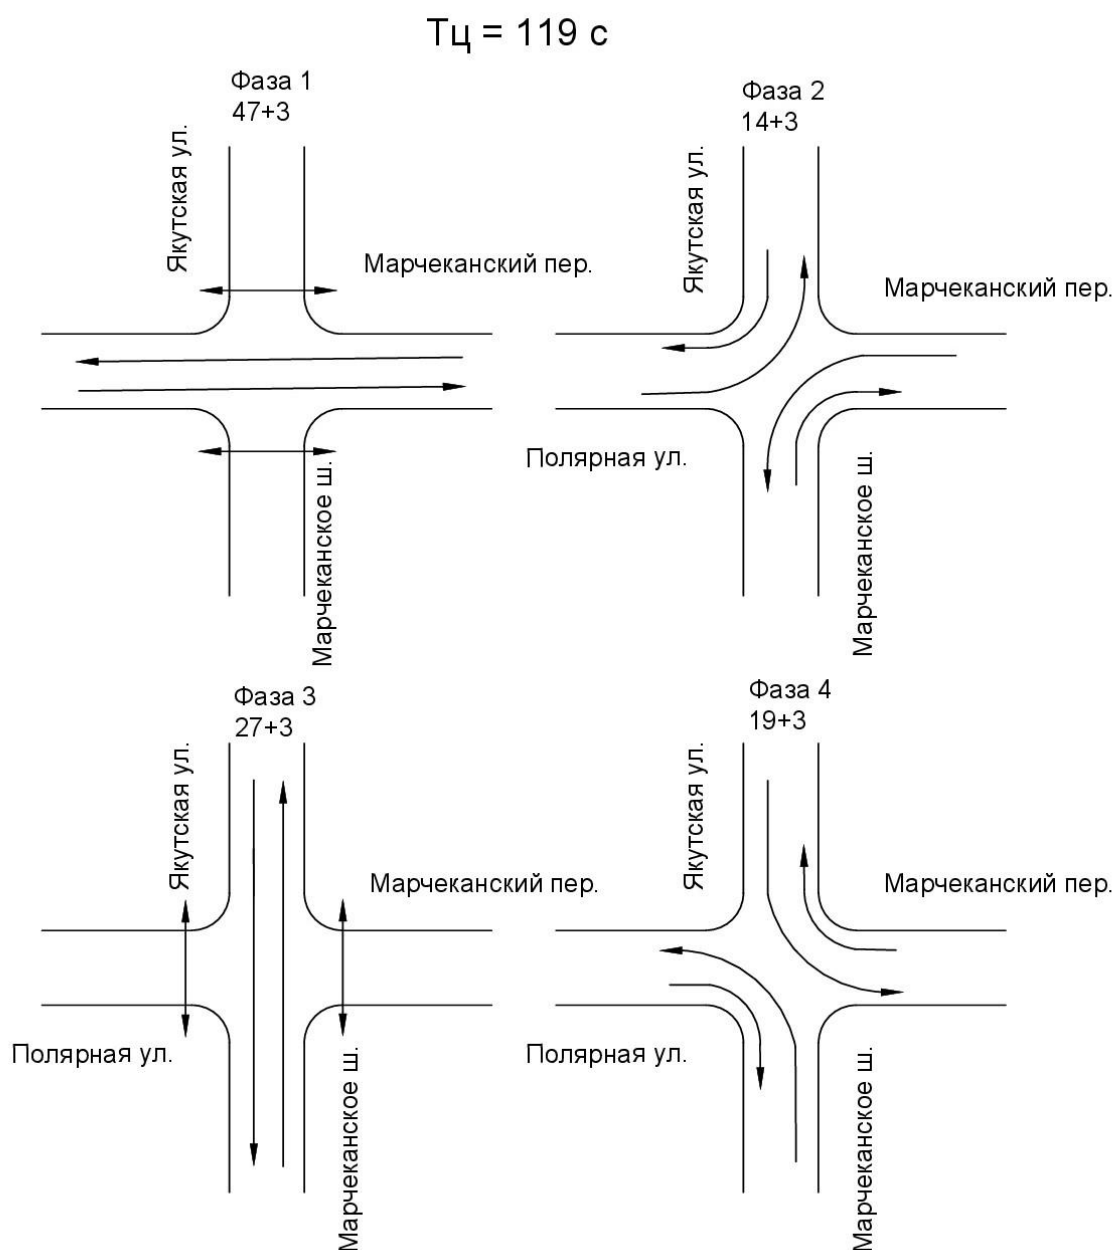 Тц = 119 с
Фаза 1
47+3
Якутская ул.
Марчеканский пер.
Марчеканское ш.
Фаза 2
14+3
Якутская ул.
Марчеканский пер.
Полярная ул.
Марчеканское ш.
Фаза 3
27+3
Якутская ул.
Марчеканский пер.
Полярная ул.
Марчеканское ш.
Фаза 4
19+3
Якутская ул.
Марчеканский пер.
Полярная ул.
Марчеканское ш.